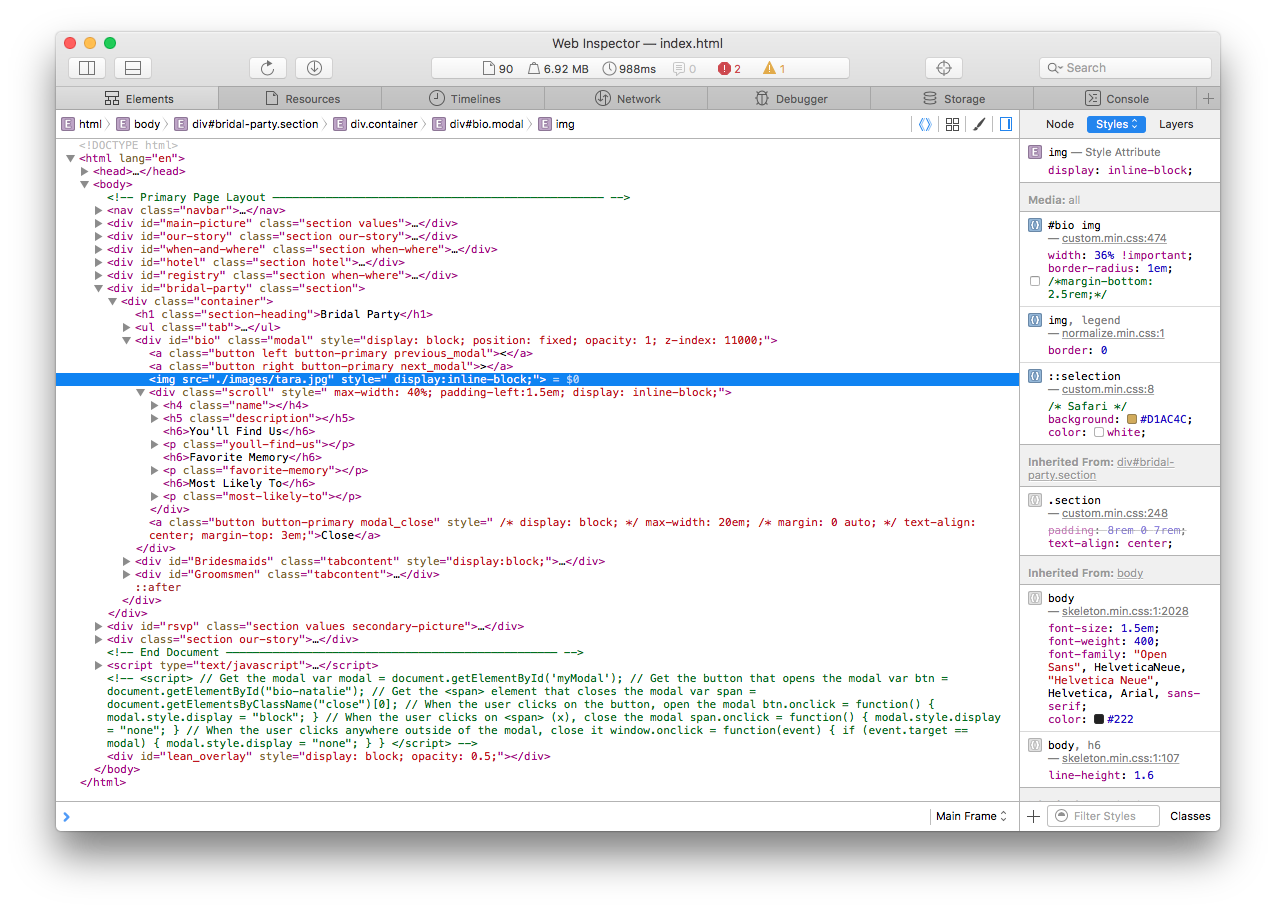 Web Inspector — index.html
90 6.92 MB 988ms 0 2 1
Search
Elements Resources Timelines Network Debugger Storage Console
E html E body E div#bridal-party.section E div.container E div#bio.modal E img
Node Styles Layers
<!DOCTYPE html>
<html lang="en">
<head>…</head>
<body>
<!-- Primary Page Layout –––––––––––––––––––––––––––––––––––––––––––––––––– -->
<nav class="navbar">…</nav>
<div id="main-picture" class="section values">…</div>
<div id="our-story" class="section our-story">…</div>
<div id="when-and-where" class="section when-where">…</div>
<div id="hotel" class="section hotel">…</div>
<div id="registry" class="section when-where">…</div>
<div id="bridal-party" class="section">
<div class="container">
<h1 class="section-heading">Bridal Party</h1>
<ul class="tab">…</ul>
<div id="bio" class="modal" style="display: block; position: fixed; opacity: 1; z-index: 11000;">
<a class="button left button-primary previous_modal"><</a>
<a class="button right button-primary next_modal">></a>
<img src="./images/tara.jpg" style=" display:inline-block;"> = $0
<div class="scroll" style=" max-width: 40%; padding-left:1.5em; display: inline-block;">
<h4 class="name"></h4>
<h5 class="description"></h5>
<h6>You'll Find Us</h6>
<p class="youll-find-us"></p>
<h6>Favorite Memory</h6>
<p class="favorite-memory"></p>
<h6>Most Likely To</h6>
<p class="most-likely-to"></p>
</div>
<a class="button button-primary modal_close" style=" /* display: block; */ max-width: 20em; /* margin: 0 auto; */ text-align:
center; margin-top: 3em;">Close</a>
</div>
<div id="Bridesmaids" class="tabcontent" style="display:block;">…</div>
<div id="Groomsmen" class="tabcontent">…</div>
::after
</div>
</div>
<div id="rsvp" class="section values secondary-picture">…</div>
<div class="section our-story">…</div>
<!-- End Document –––––––––––––––––––––––––––––––––––––––––––––––––– -->
<script type="text/javascript">…</script>
<!-- <script> // Get the modal var modal = document.getElementById('myModal'); // Get the button that opens the modal var btn =
document.getElementById("bio-natalie"); // Get the <span> element that closes the modal var span =
document.getElementsByClassName("close")[0]; // When the user clicks on the button, open the modal btn.onclick = function() {
modal.style.display = "block"; } // When the user clicks on <span> (x), close the modal span.onclick = function() { modal.style.display
= "none"; } // When the user clicks anywhere outside of the modal, close it window.onclick = function(event) { if (event.target ==
modal) { modal.style.display = "none"; } } </script> -->
<div id="lean_overlay" style="display: block; opacity: 0.5;"></div>
</body>
</html>
E img — Style Attribute
display: inline-block;
Media: all
#bio img
— custom.min.css:474
width: 36% !important;
border-radius: 1em;
/*margin-bottom:
2.5rem;*/
img, legend
— normalize.min.css:1
border: 0
::selection
— custom.min.css:8
/* Safari */
background: #D1AC4C;
color: white;
Inherited From: div#bridal-
party.section
.section
— custom.min.css:248
padding: 8rem 0 7rem;
text-align: center;
Inherited From: body
body
— skeleton.min.css:1:2028
font-size: 1.5em;
font-weight: 400;
font-family: "Open
Sans", HelveticaNeue,
"Helvetica Neue",
Helvetica, Arial, sans-
serif;
color: #222
body, h6
— skeleton.min.css:1:107
line-height: 1.6
Main Frame
Filter Styles Classes